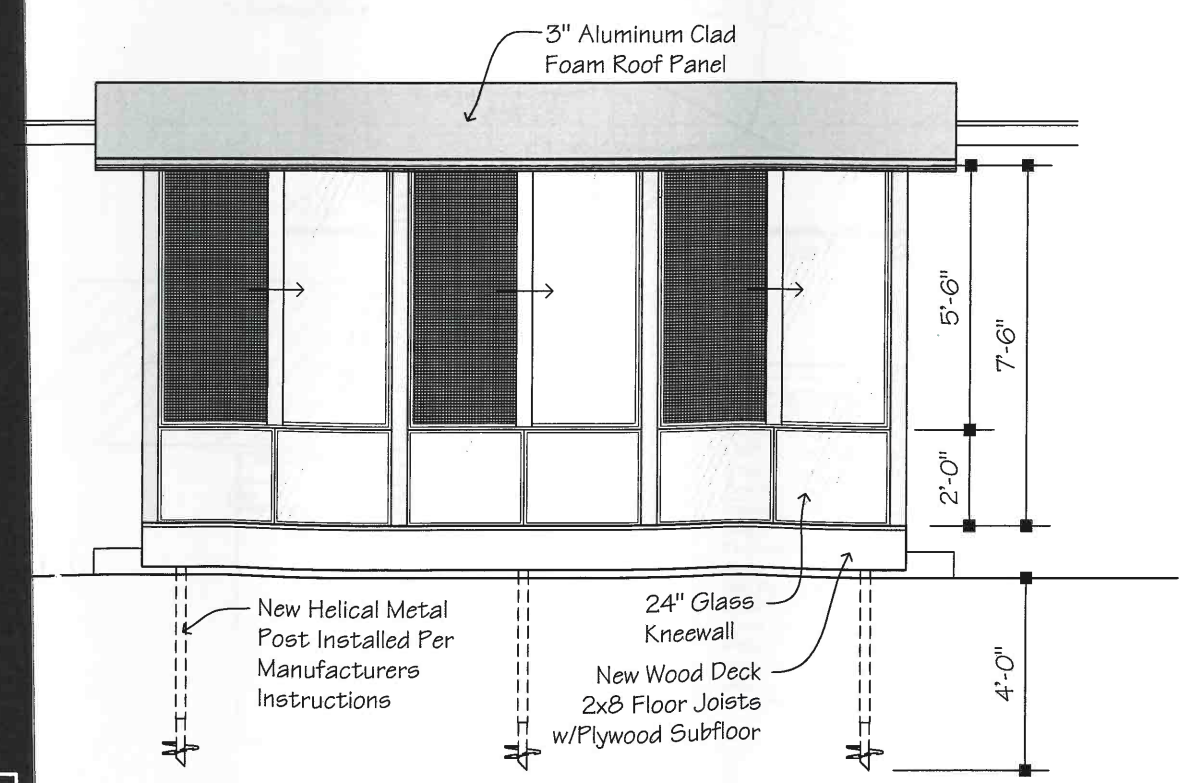 3" Aluminum Clad
Foam Roof Panel
5'-6"
7'-6"
2'-0"
24" Glass
Kneewall
New Helical Metal
Post Installed Per
Manufacturers
Instructions
New Wood Deck
2x8 Floor Joists
w/Plywood Subfloor
4'-0"